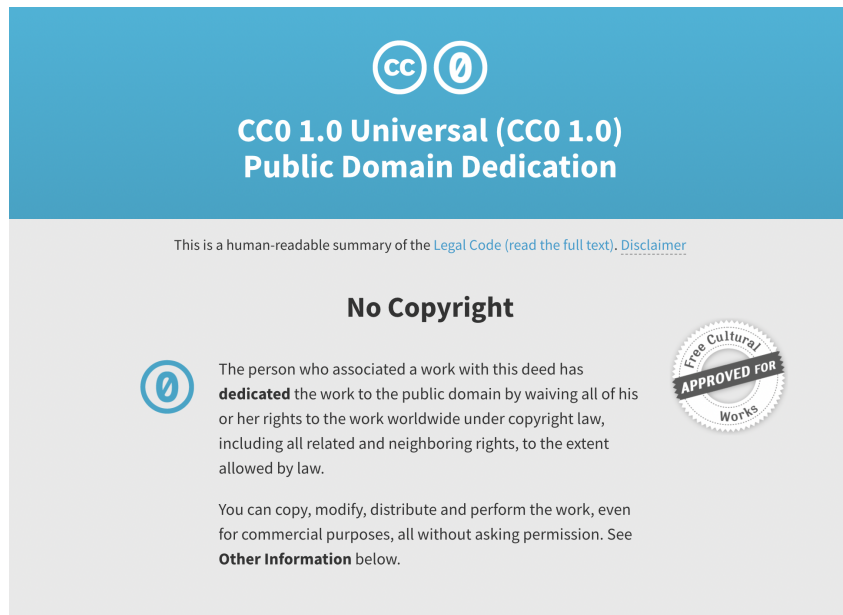 cc 0
CC0 1.0 Universal (CC0 1.0)
Public Domain Dedication
This is a human-readable summary of the Legal Code (read the full text). Disclaimer
No Copyright
0
The person who associated a work with this deed has
dedicated the work to the public domain by waiving all of his
or her rights to the work worldwide under copyright law,
including all related and neighboring rights, to the extent
allowed by law.
Free Cultural
APPROVED FOR
Works
You can copy, modify, distribute and perform the work, even
for commercial purposes, all without asking permission. See
Other Information below.